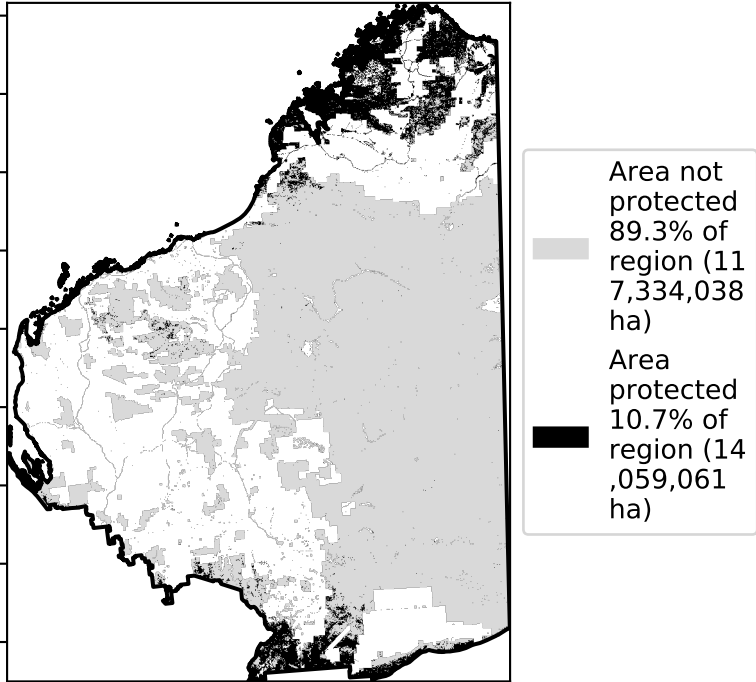 Area not
protected
89.3% of
region (11
7,334,038
ha)
Area
protected
10.7% of
region (14
,059,061
ha)